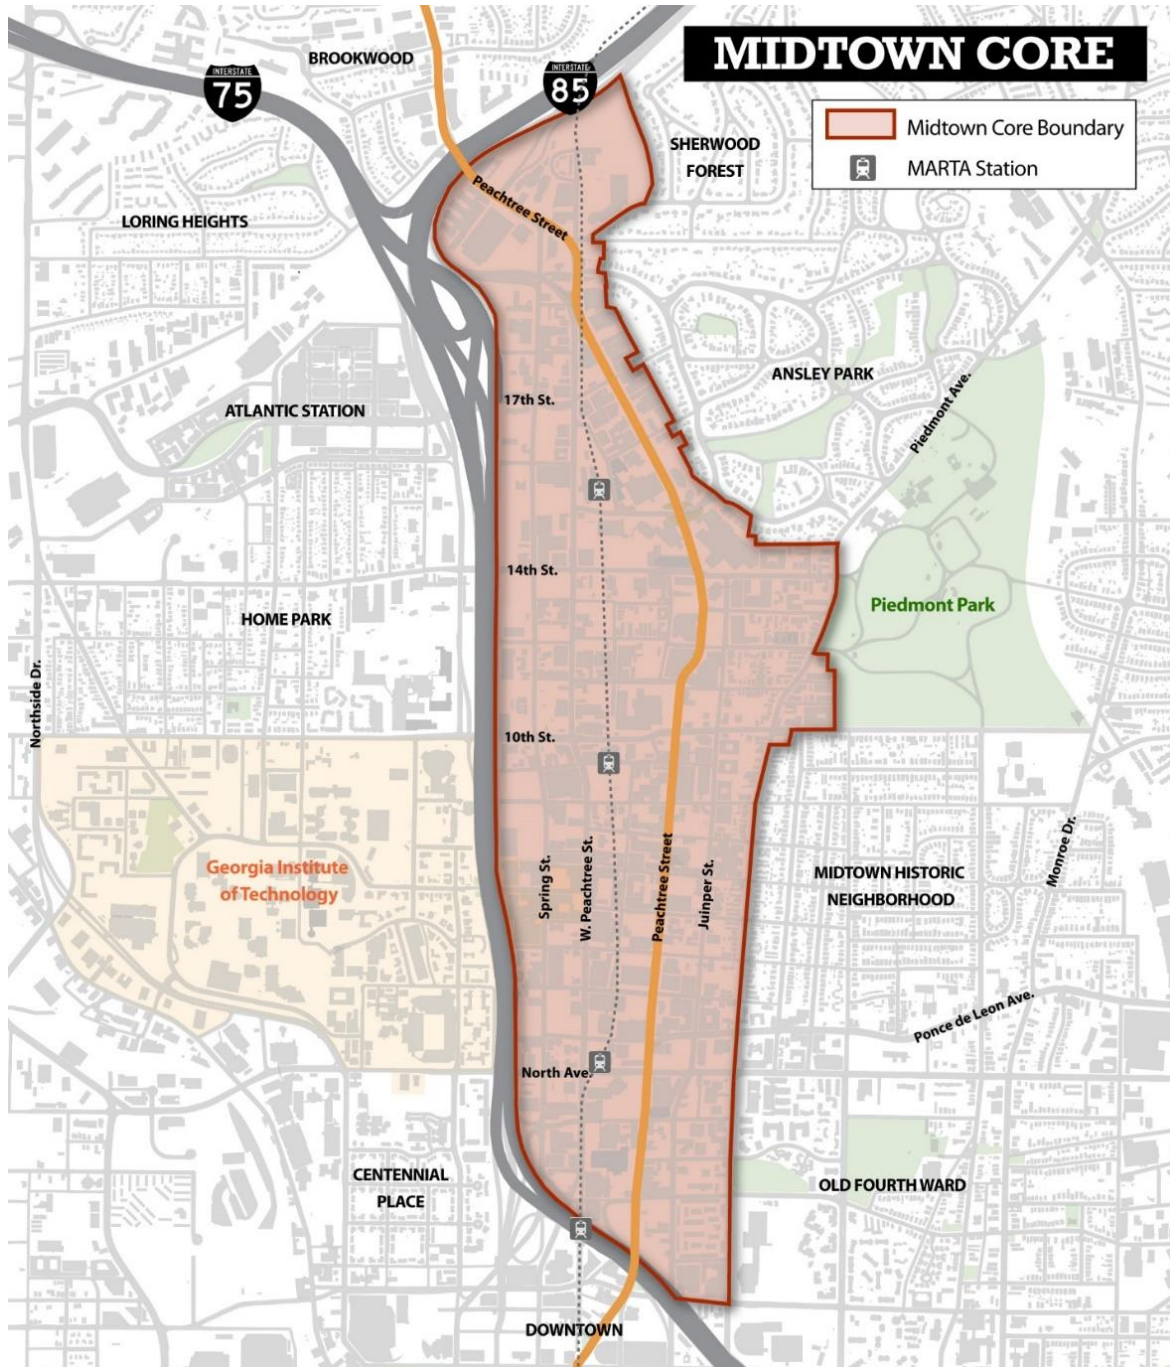 MIDTOWN CORE
Midtown Core Boundary
MARTA Station
BROOKWOOD
INTERSTATE
75
INTERSTATE
85
SHERWOOD
FOREST
Peachtree Street
LORING HEIGHTS
ANSLEY PARK
17th St.
ATLANTIC STATION
Piedmont Ave.
14th St.
Piedmont Park
HOME PARK
Northside Dr.
10th St.
Georgia Institute
of Technology
Spring St.
W. Peachtree St.
Peachtree Street
Juinper St.
MIDTOWN HISTORIC
NEIGHBORHOOD
Monroe Dr.
Ponce de Leon Ave.
North Ave.
CENTENNIAL
PLACE
OLD FOURTH WARD
DOWNTOWN